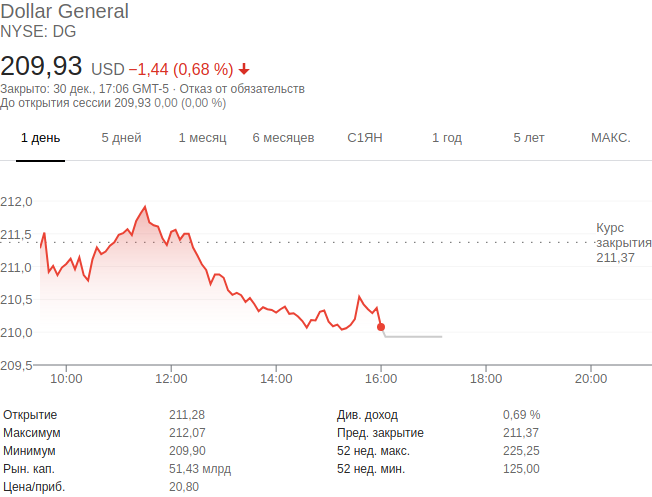 Dollar General
NYSE: DG
209,93 USD −1,44 (0,68 %)
Закрыто: 30 дек., 17:06 GMT-5 · Отказ от обязательств
До открытия сессии 209,93 0,00 (0,00 %)
1 день 5 дней 1 месяц 6 месяцев С1ЯН 1 год 5 лет МАКС.
212,0
Курс
211,5 закрытия
211,37
211,0
210,5
210,0
209,5
10:00 12:00 14:00 16:00 18:00 20:00
Открытие 211,28 Див. доход 0,69 %
Максимум 212,07 Пред. закрытие 211,37
Минимум 209,90 52 нед. макс. 225,25
Рын. кап. 51,43 млрд 52 нед. мин. 125,00
Цена/приб. 20,80